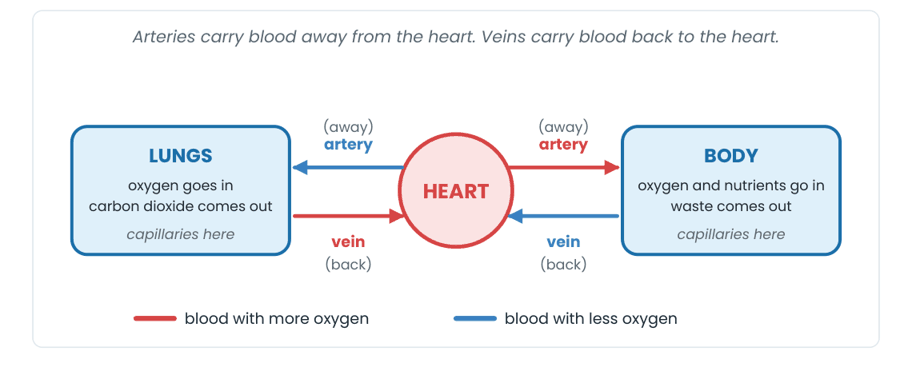 Arteries carry blood away from the heart. Veins carry blood back to the heart.
(away)
artery
(away)
artery
LUNGS
oxygen goes in
carbon dioxide comes out
capillaries here
HEART
BODY
oxygen and nutrients go in
waste comes out
capillaries here
vein
(back)
vein
(back)
blood with more oxygen
blood with less oxygen